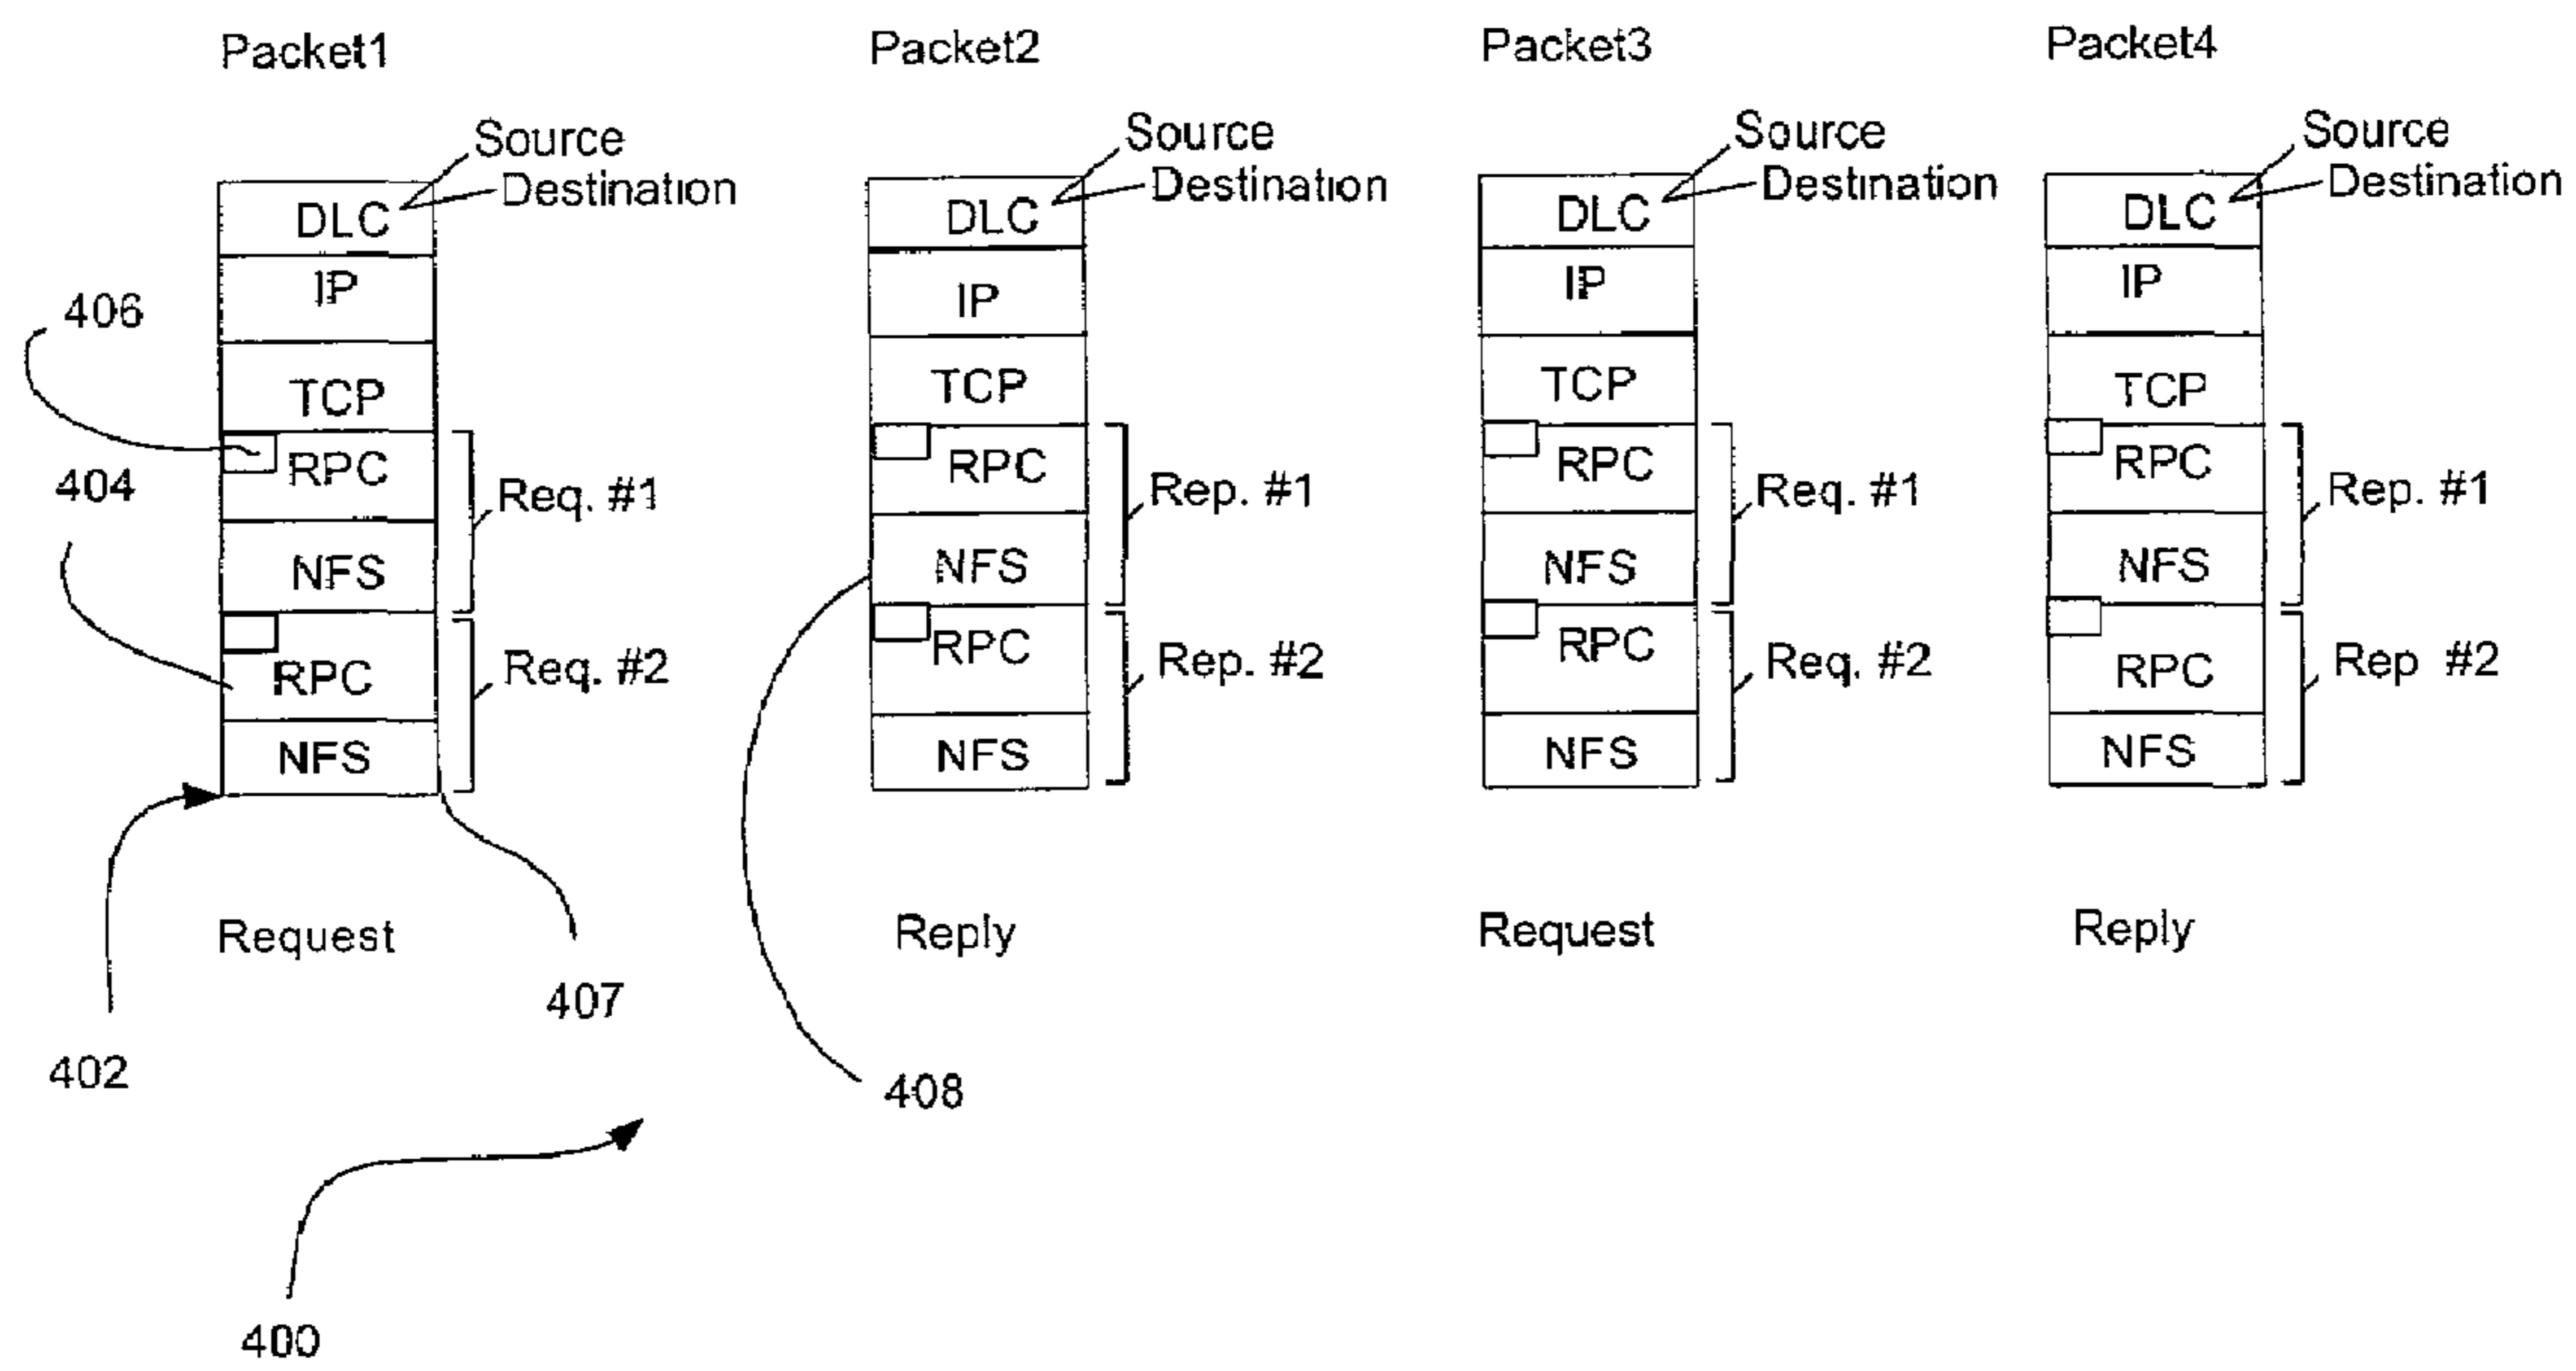 Packet1
Packet2
Packet3
Packet4
Source
Destination
Source
Destination
Source
Destination
Source
Destination
DLC
IP
TCP
RPC
NFS
RPC
NFS
406
404
Req. #1
Req. #2
DLC
IP
TCP
RPC
NFS
RPC
NFS
Rep. #1
Rep. #2
DLC
IP
TCP
RPC
NFS
RPC
NFS
Req. #1
Req. #2
DLC
IP
TCP
RPC
NFS
RPC
NFS
Rep. #1
Rep #2
Request
Reply
Request
Reply
407
402
408
400